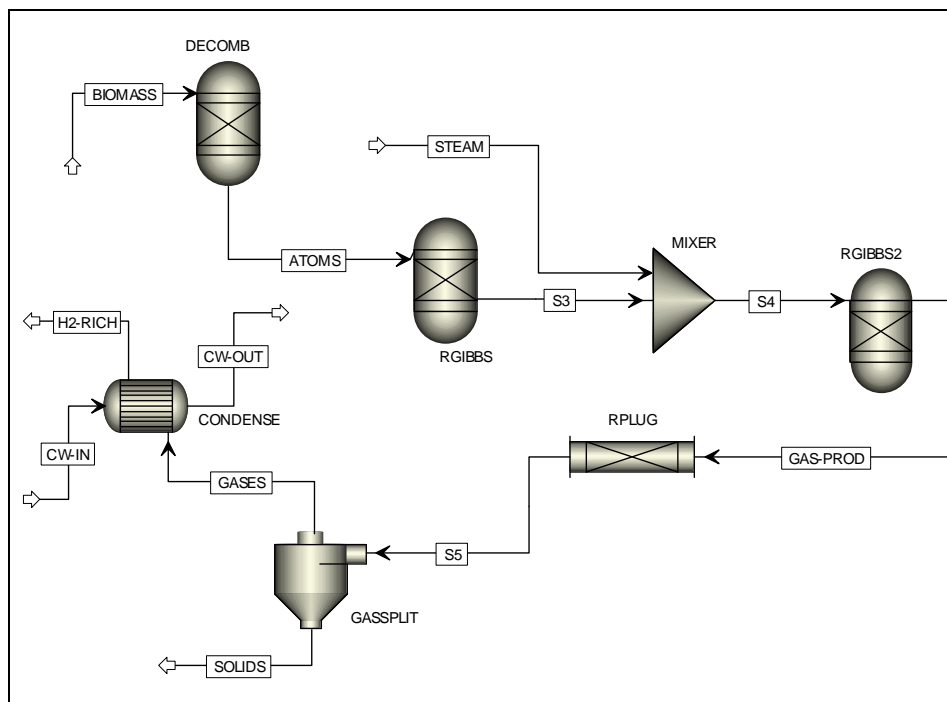 DECOMB
BIOMASS
STEAM
MIXER
RGIBBS2
ATOMS
S3
S4
H2-RICH
CW-OUT
RGIBBS
CONDENSE
RPLUG
CW-IN
GAS-PROD
GASES
S5
GASSPLIT
SOLIDS